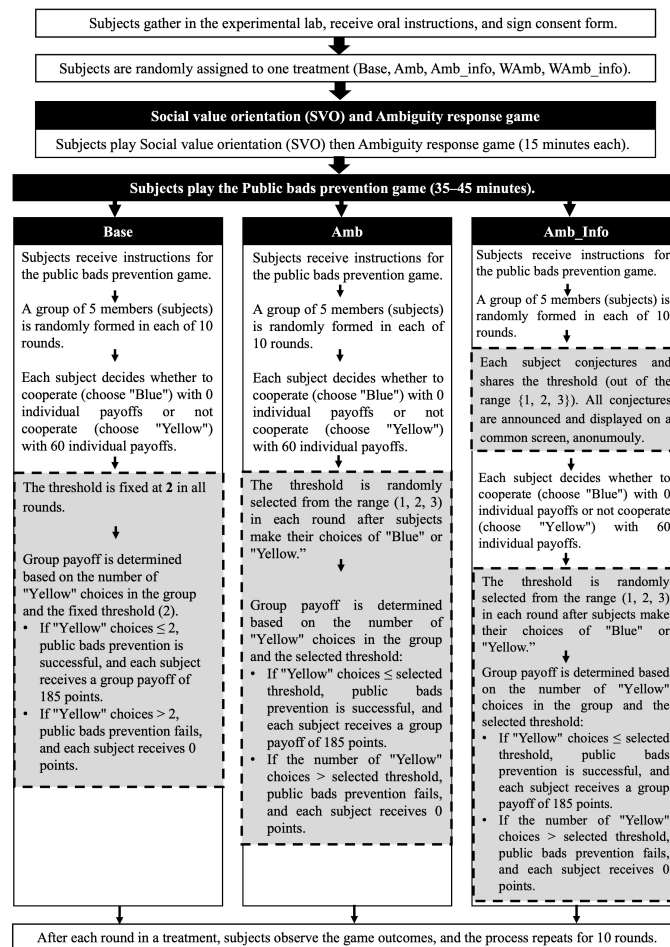 Subjects gather in the experimental lab, receive oral instructions, and sign consent form.
Subjects are randomly assigned to one treatment (Base, Amb, Amb_info, WAmb, WAmb_info).
Social value orientation (SVO) and Ambiguity response game
Subjects play Social value orientation (SVO) then Ambiguity response game (15 minutes each).
Subjects play the Public bads prevention game (35–45 minutes).
Base
Subjects receive instructions for
the public bads prevention game.
A group of 5 members (subjects)
is randomly formed in each of 10
rounds.
Each subject decides whether to
cooperate (choose "Blue") with 0
individual payoffs or not
cooperate (choose "Yellow")
with 60 individual payoffs.
The threshold is fixed at 2 in all
rounds.
Group payoff is determined
based on the number of
"Yellow" choices in the group
and the fixed threshold (2).
• If "Yellow" choices ≤ 2,
public bads prevention is
successful, and each subject
receives a group payoff of
185 points.
• If "Yellow" choices > 2,
public bads prevention fails,
and each subject receives 0
points.
Amb
Subjects receive instructions for
the public bads prevention game.
A group of 5 members (subjects)
is randomly formed in each of
10 rounds.
Each subject decides whether to
cooperate (choose "Blue") with 0
individual payoffs or not
cooperate (choose "Yellow")
with 60 individual payoffs.
The threshold is randomly
selected from the range (1, 2, 3)
in each round after subjects
make their choices of "Blue" or
"Yellow.”
Group payoff is determined
based on the number of
"Yellow" choices in the group
and the selected threshold:
• If "Yellow" choices ≤ selected
threshold, public bads
prevention is successful, and
each subject receives a group
payoff of 185 points.
• If the number of "Yellow"
choices > selected threshold,
public bads prevention fails,
and each subject receives 0
points.
Amb_Info
Subjects receive instructions for
the public bads prevention game.
A group of 5 members (subjects) is
randomly formed in each of 10
rounds.
Each subject conjectures and
shares the threshold (out of the
range {1, 2, 3}). All conjectures
are announced and displayed on a
common screen, anonumouly.
Each subject decides whether to
cooperate (choose "Blue") with 0
individual payoffs or not cooperate
(choose "Yellow") with 60
individual payoffs.
The threshold is randomly
selected from the range (1, 2, 3)
in each round after subjects make
their choices of "Blue" or
"Yellow.”
Group payoff is determined based
on the number of "Yellow"
choices in the group and the
selected threshold:
• If "Yellow" choices ≤ selected
threshold, public bads
prevention is successful, and
each subject receives a group
payoff of 185 points.
• If the number of "Yellow"
choices > selected threshold,
public bads prevention fails,
and each subject receives 0
points.
After each round in a treatment, subjects observe the game outcomes, and the process repeats for 10 rounds.